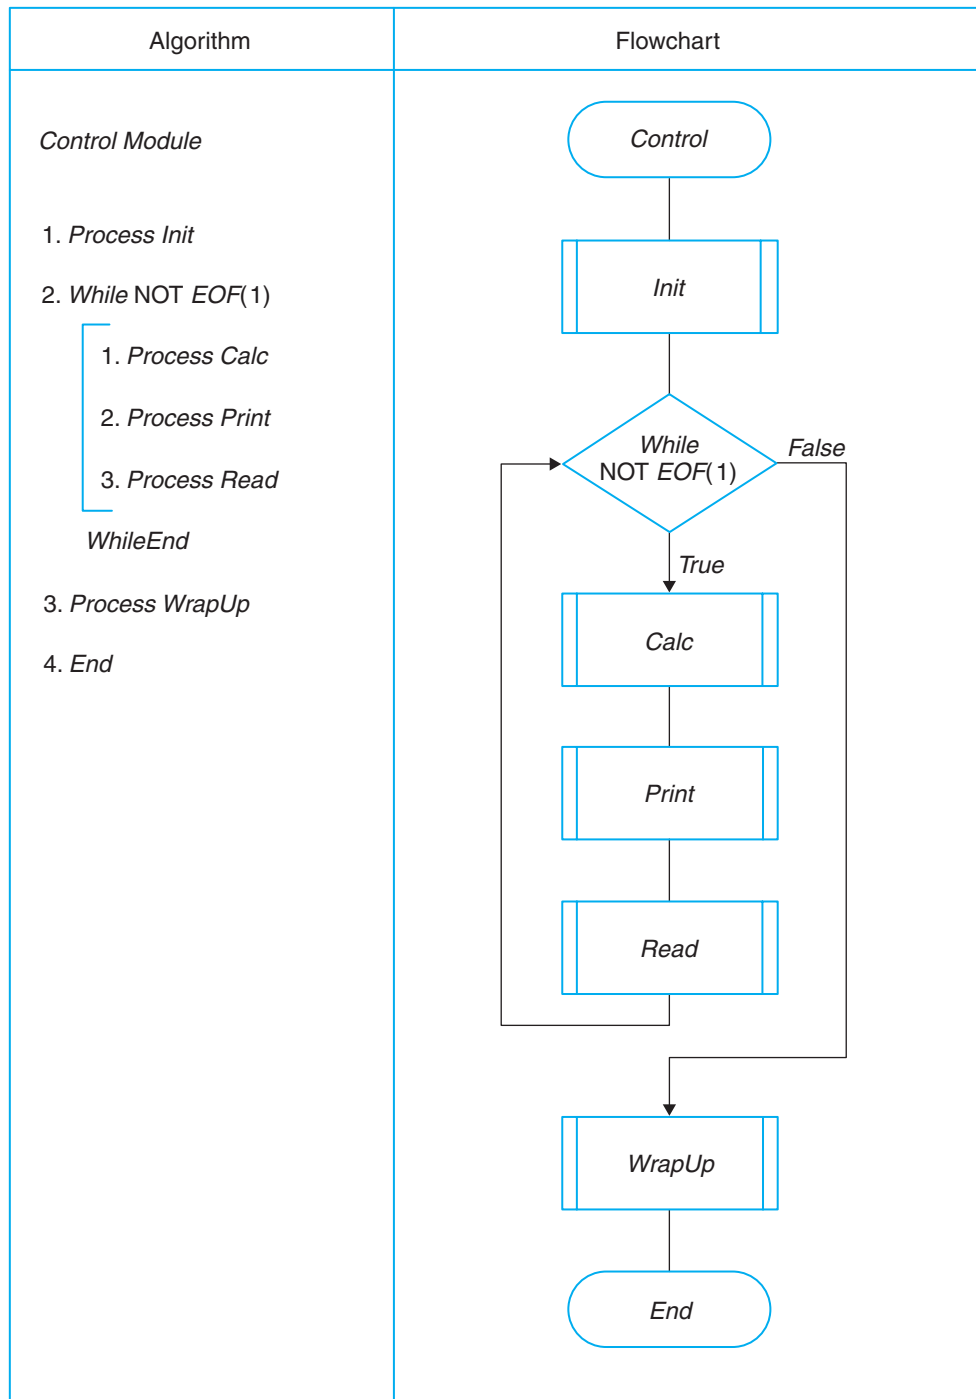 Algorithm
Flowchart
Control Module
1. Process Init
2. While NOT EOF(1)
1. Process Calc
2. Process Print
3. Process Read
WhileEnd
3. Process WrapUp
4. End
Control
Init
While
NOT EOF(1)
False
True
Calc
Print
Read
WrapUp
End